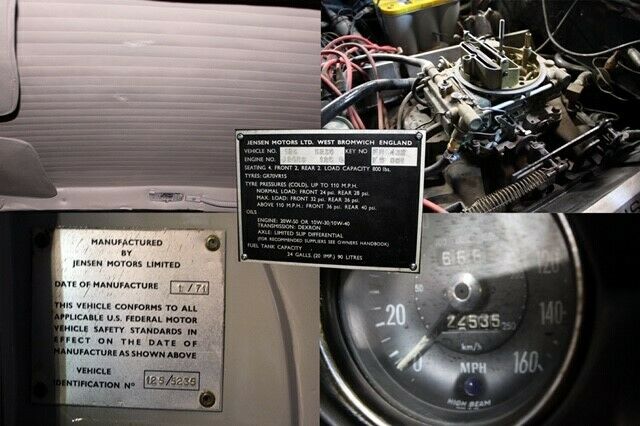 JENSEN MOTORS LTD. WEST BROMWICH ENGLAND
VEHICLE NO. KEY NO
ENGINE NO.
SEATING 4. FRONT 2, REAR 2. LOAD CAPACITY 800 lbs.
TYRES: GR70VR15
TYRE PRESSURES (COLD), UP TO 110 M.P.H.
NORMAL LOAD: FRONT 24 psi. REAR 28 psi.
MAX. LOAD: FRONT 32 psi. REAR 36 psi.
ABOVE 110 M.P.H.: FRONT 36 psi. REAR 40 psi.
OILS
ENGINE: 20W-50 OR 10W-30/10W-40
TRANSMISSION: DEXRON
AXLE: LIMITED SLIP DIFFERENTIAL
(FOR RECOMMENDED SUPPLIERS SEE OWNERS HANDBOOK)
FUEL TANK CAPACITY
24 GALLS. (20 IMP.) 90 LITRES
MANUFACTURED
BY
JENSEN MOTORS LIMITED
DATE OF MANUFACTURE /71
THIS VEHICLE CONFORMS TO ALL
APPLICABLE U.S. FEDERAL MOTOR
VEHICLE SAFETY STANDARDS IN
EFFECT ON THE DATE OF
MANUFACTURE AS SHOWN ABOVE
VEHICLE
IDENTIFICATION Nº 125/5236
120
50
20
74535
250
140
km/h
0
MPH
160
HIGH BEAM